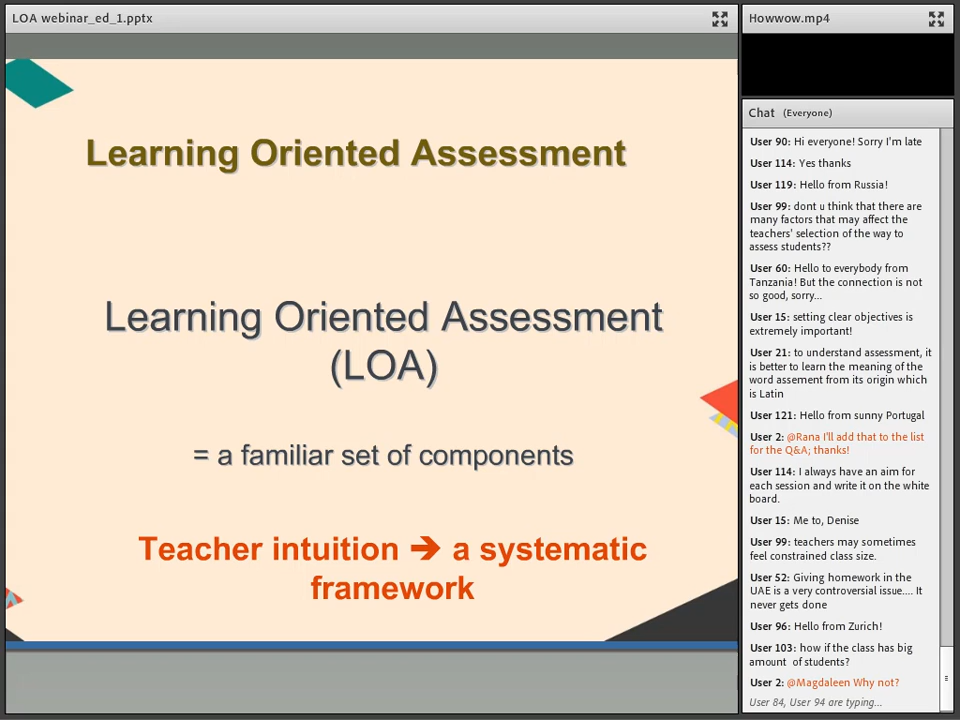 LOA webinar_ed_1.pptx
Learning Oriented Assessment
Learning Oriented Assessment
(LOA)
= a familiar set of components
Teacher intuition ➔ a systematic
framework
Howwow.mp4
Chat (Everyone)
User 90: Hi everyone! Sorry I'm late
User 114: Yes thanks
User 119: Hello from Russia!
User 99: dont u think that there are
many factors that may affect the
teachers' selection of the way to
assess students??
User 60: Hello to everybody from
Tanzania! But the connection is not
so good, sorry...
User 15: setting clear objectives is
extremely important!
User 21: to understand assessment, it
is better to learn the meaning of the
word assement from its origin which
is Latin
User 121: Hello from sunny Portugal
User 2: @Rana I'll add that to the list
for the Q&A; thanks!
User 114: I always have an aim for
each session and write it on the white
board.
User 15: Me to, Denise
User 99: teachers may sometimes
feel constrained class size.
User 52: Giving homework in the
UAE is a very controversial issue.... It
never gets done
User 96: Hello from Zurich!
User 103: how if the class has big
amount of students?
User 2: @Magdaleen Why not?
User 84, User 94 are typing...